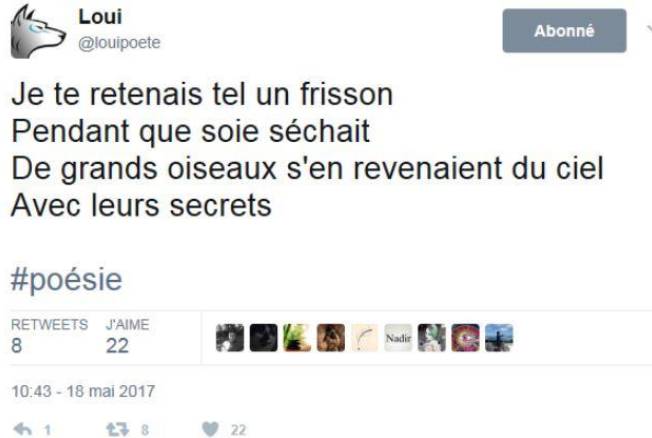 Loui
@louipoete
Abonné
Je te retenais tel un frisson
Pendant que soie séchait
De grands oiseaux s'en revenaient du ciel
Avec leurs secrets
#poésie
RETWEETS J'AIME
8 22
Nadir
10:43 - 18 mai 2017
1 8 22